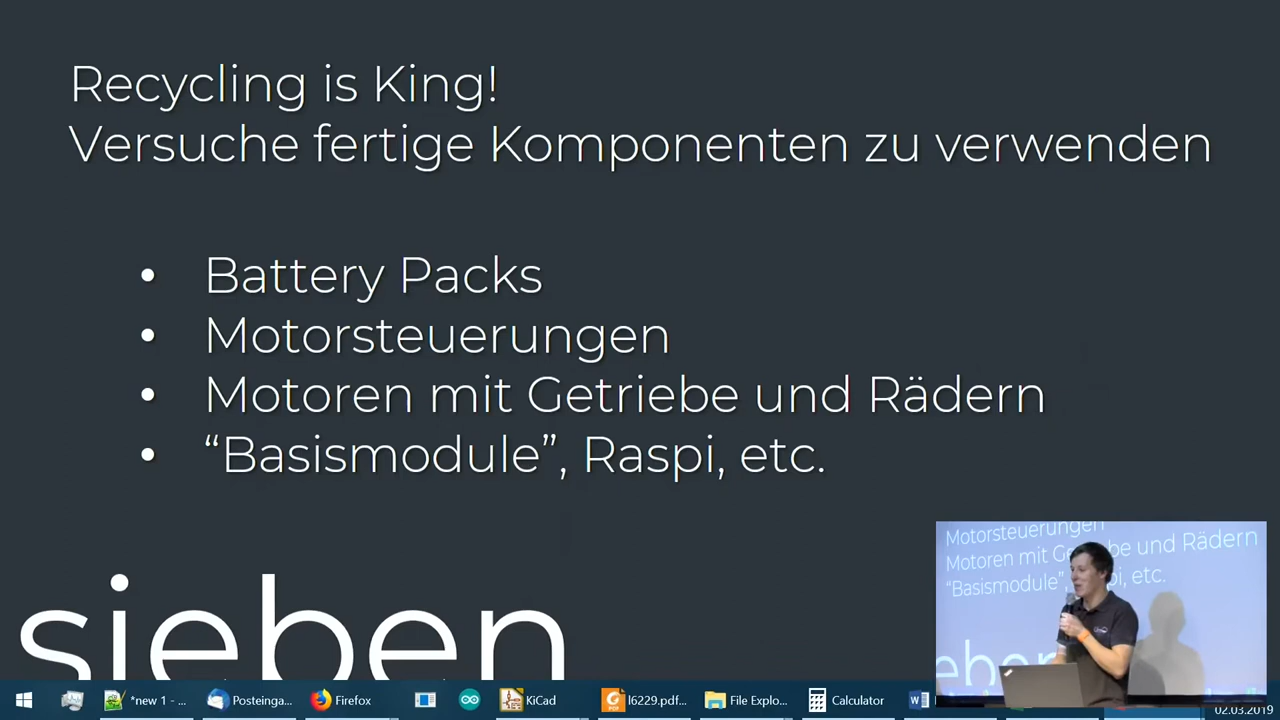 Recycling is King!
Versuche fertige Komponenten zu verwenden
• Battery Packs
• Motorsteuerungen
• Motoren mit Getriebe und Rädern
• “Basismodule”, Raspi, etc.
sieben
Motorsteuerungen
Motoren mit Ge be und Rädern
“Basismodule”, pi, etc.
eben
*new 1 - ...
Posteinga...
Firefox
KiCad
l6229.pdf...
File Explo...
Calculator
02.03.2019